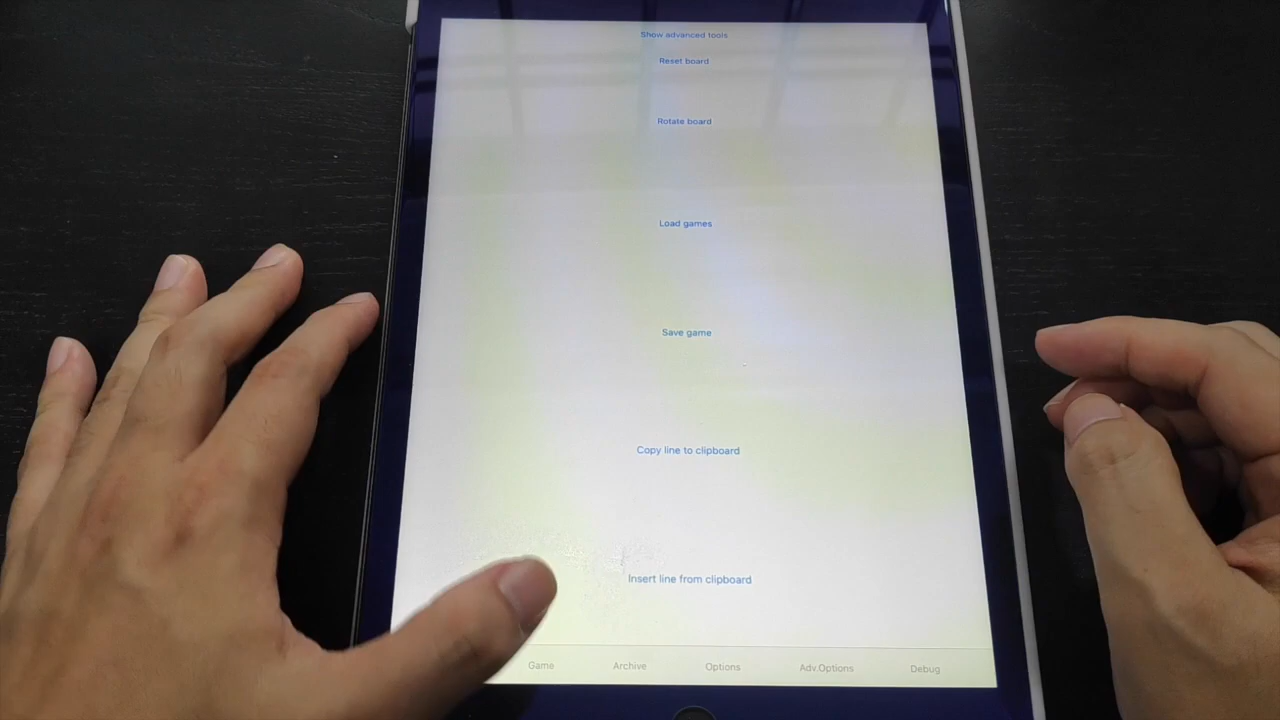 Show advanced tools
Reset board
Rotate board
Load games
Save game
Copy line to clipboard
Insert line from clipboard
Game Archive Options Adv.Options Debug